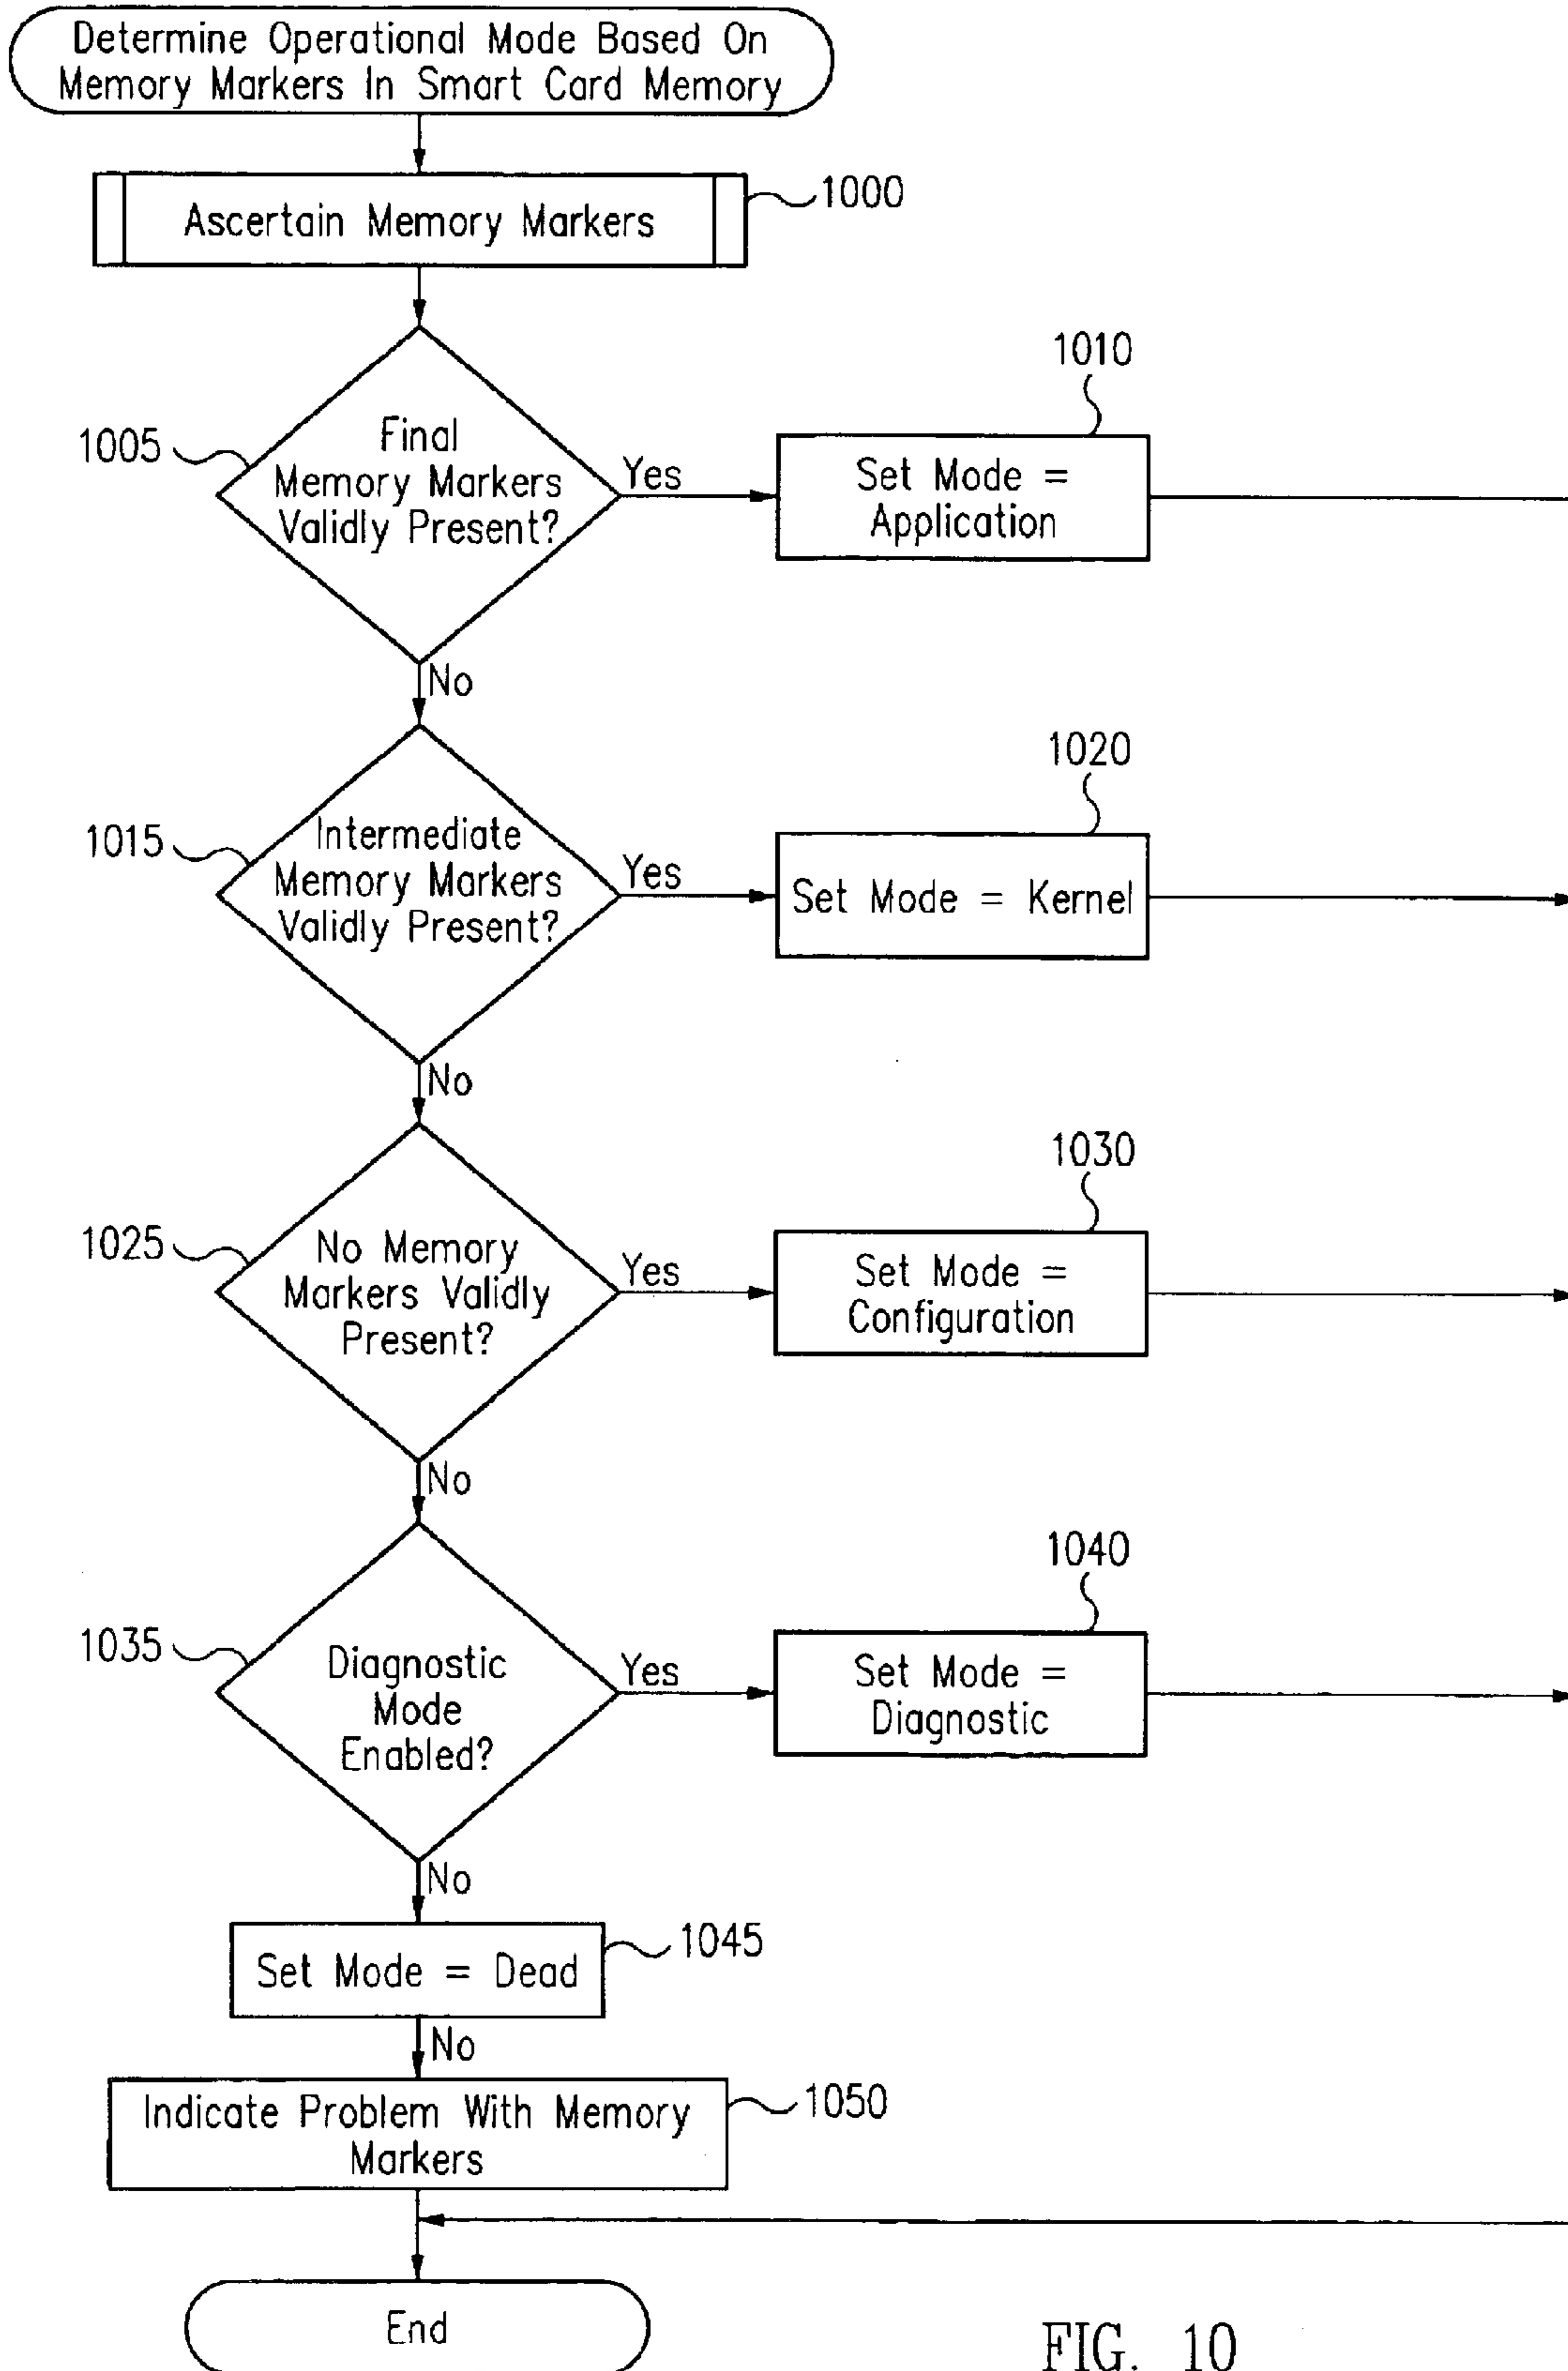 Determine Operational Mode Based On
Memory Markers In Smart Card Memory
Ascertain Memory Markers
1000
1005
Final
Memory Markers
Validly Present?
Yes
1010
Set Mode =
Application
No
1015
Intermediate
Memory Markers
Validly Present?
Yes
1020
Set Mode = Kernel
No
1025
No Memory
Markers Validly
Present?
Yes
1030
Set Mode =
Configuration
No
1035
Diagnostic
Mode
Enabled?
Yes
1040
Set Mode =
Diagnostic
No
Set Mode = Dead
1045
No
Indicate Problem With Memory
Markers
1050
End
FIG. 10